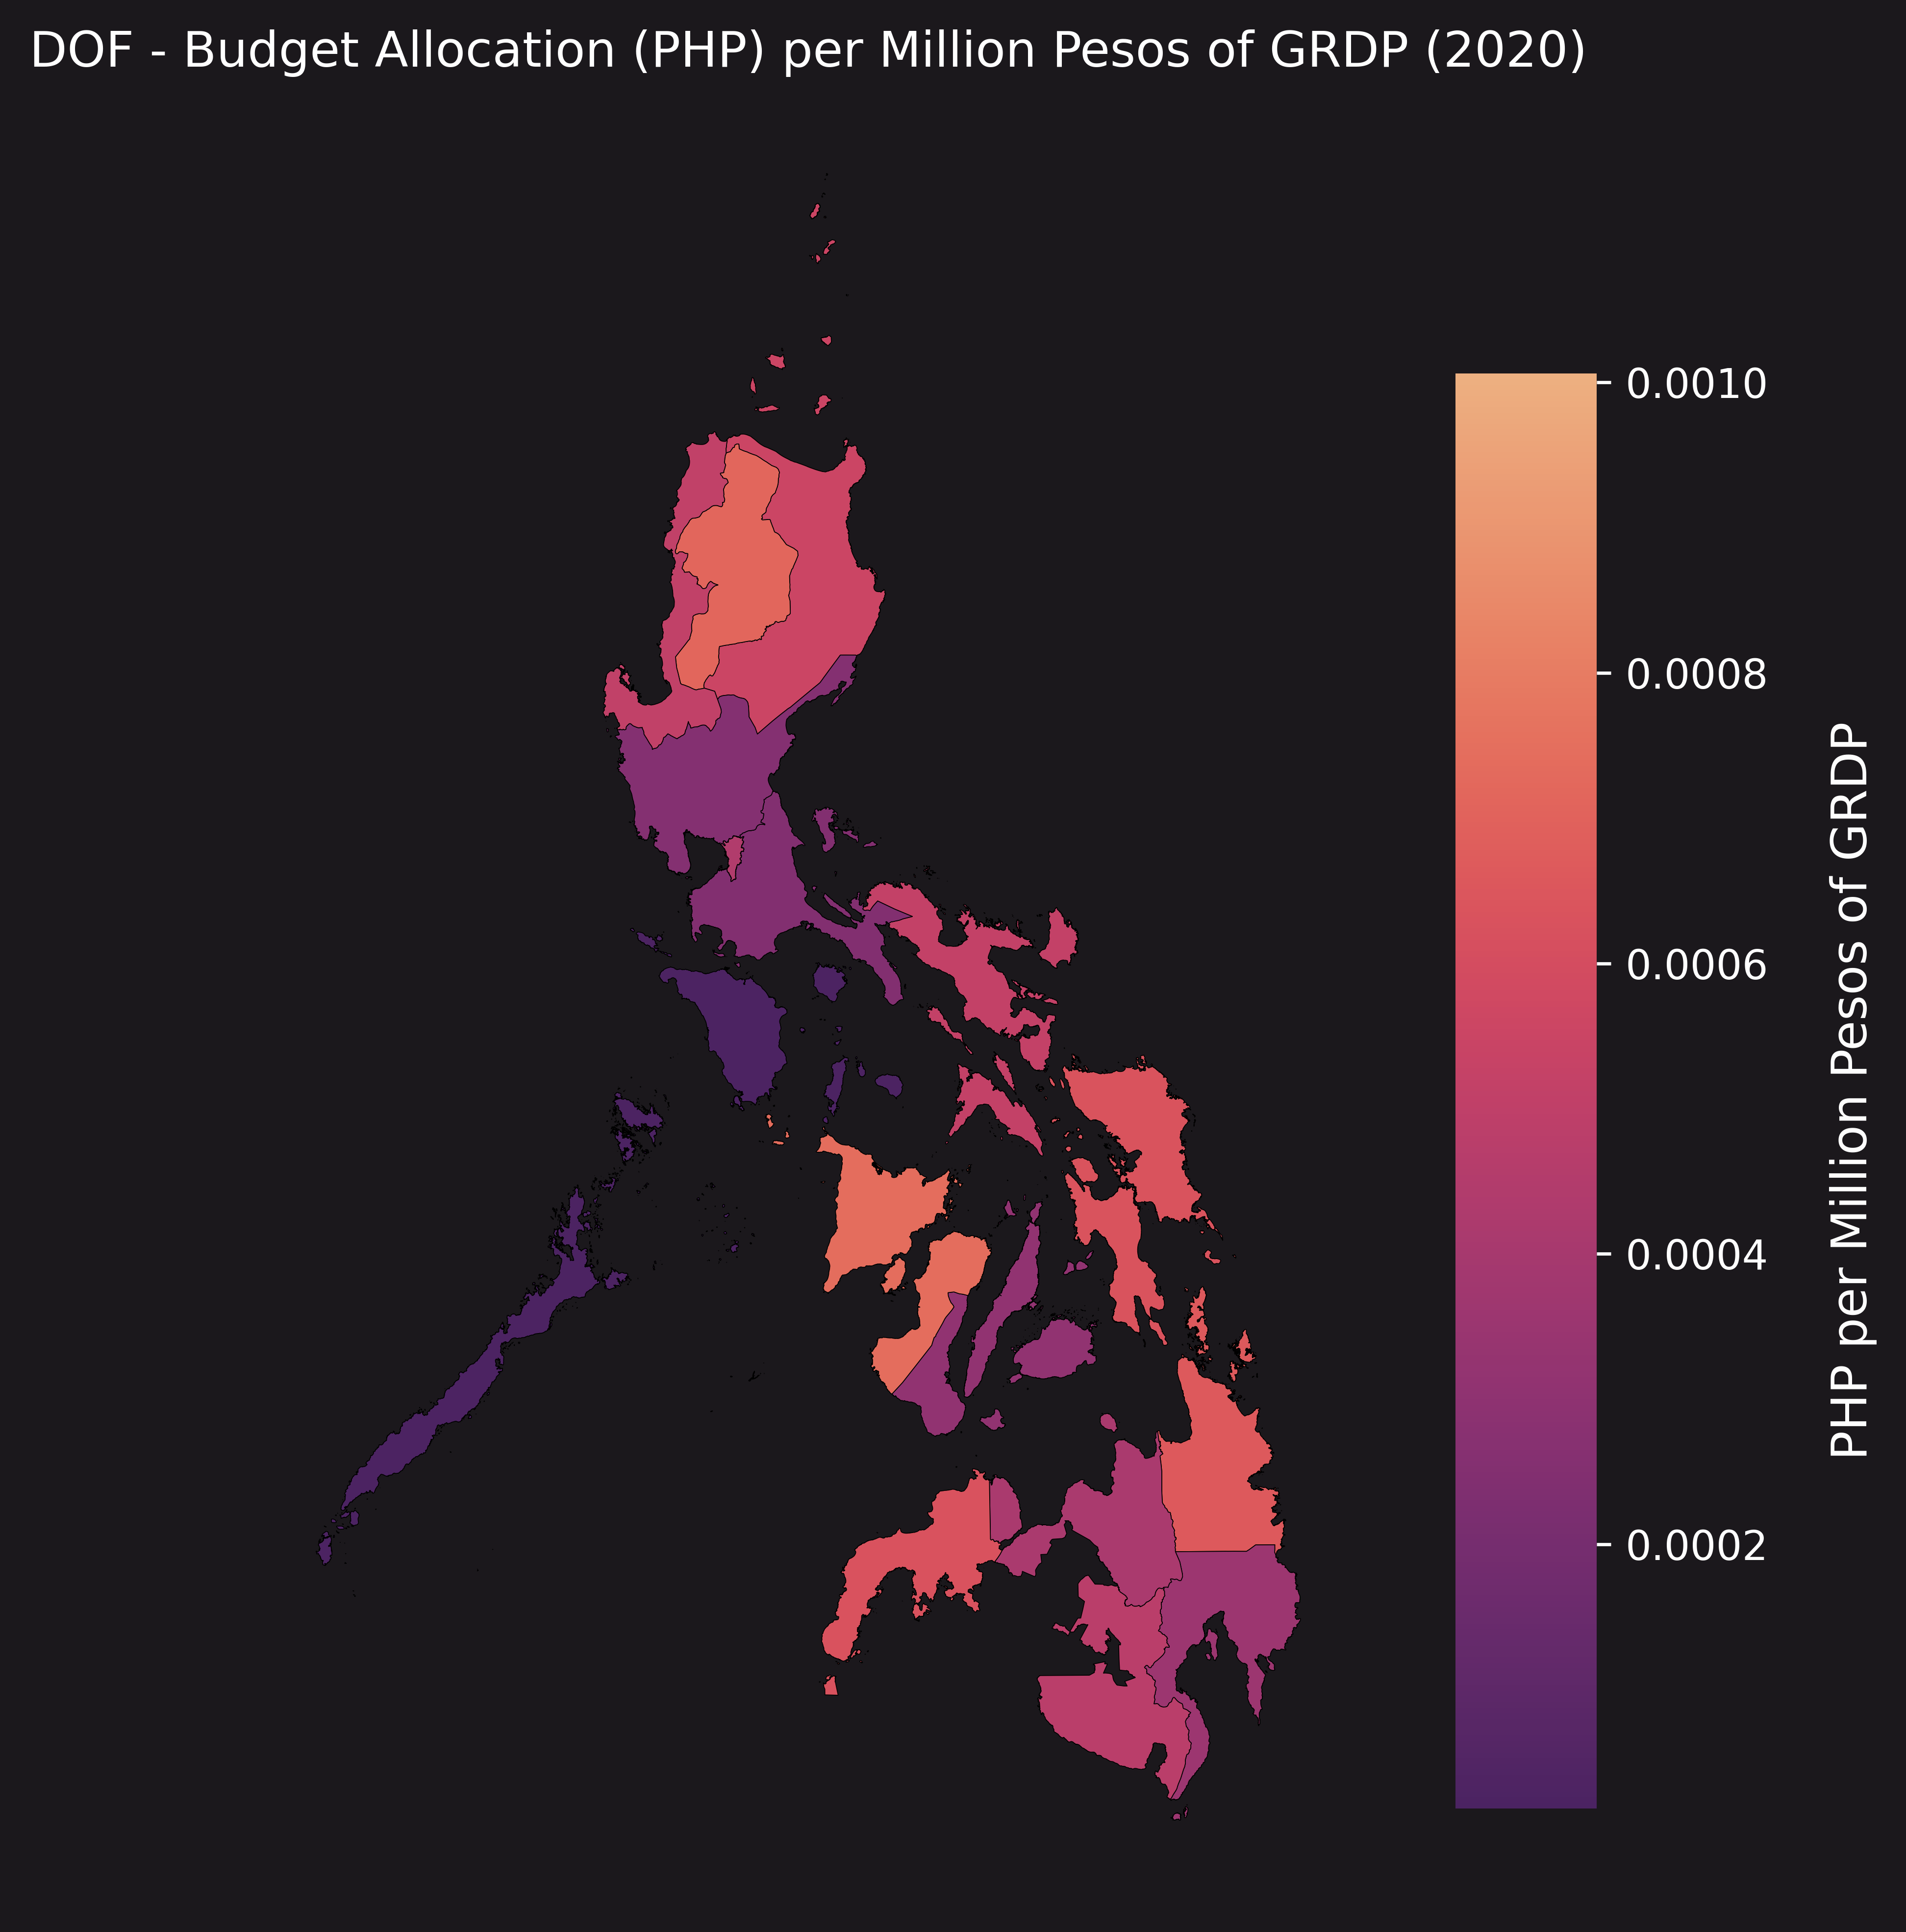 DOF - Budget Allocation (PHP) per Million Pesos of GRDP (2020)
0.0010
0.0008
0.0006
0.0004
0.0002
PHP per Million Pesos of GRDP